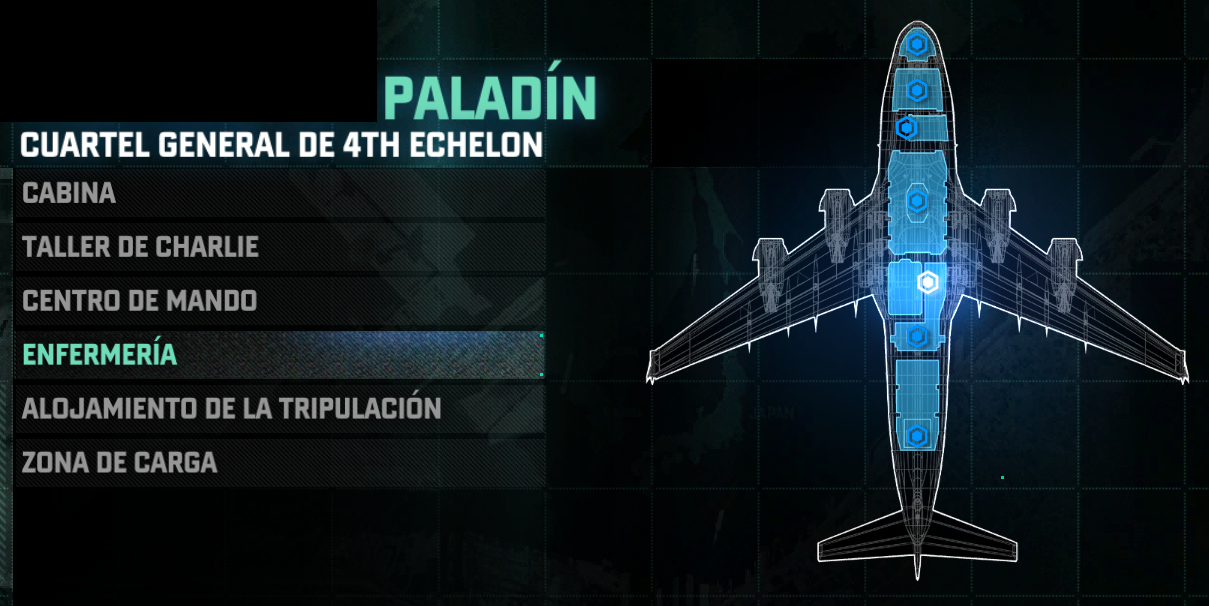 PALADÍN
CUARTEL GENERAL DE 4TH ECHELON
CABINA
TALLER DE CHARLIE
CENTRO DE MANDO
ENFERMERÍA
ALOJAMIENTO DE LA TRIPULACIÓN
ZONA DE CARGA
JAPAN